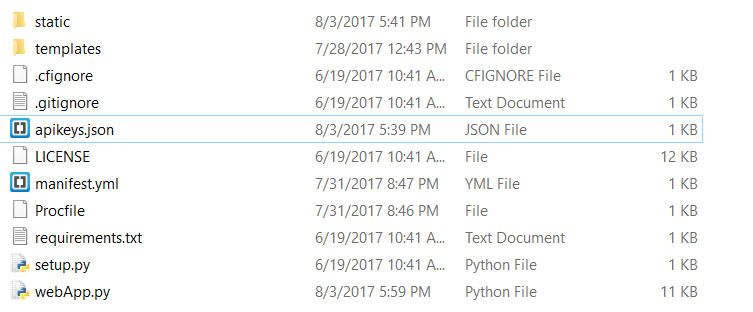 static 8/3/2017 5:41 PM File folder
templates 7/28/2017 12:43 PM File folder
.cfignore 6/19/2017 10:41 A... CFIGNORE File 1 KB
.gitignore 6/19/2017 10:41 A... Text Document 1 KB
apikeys.json 8/3/2017 5:39 PM JSON File 1 KB
LICENSE 6/19/2017 10:41 A... File 12 KB
manifest.yml 7/31/2017 8:47 PM YML File 1 KB
Procfile 7/31/2017 8:46 PM File 1 KB
requirements.txt 6/19/2017 10:41 A... Text Document 1 KB
setup.py 6/19/2017 10:41 A... Python File 1 KB
webApp.py 8/3/2017 5:59 PM Python File 11 KB